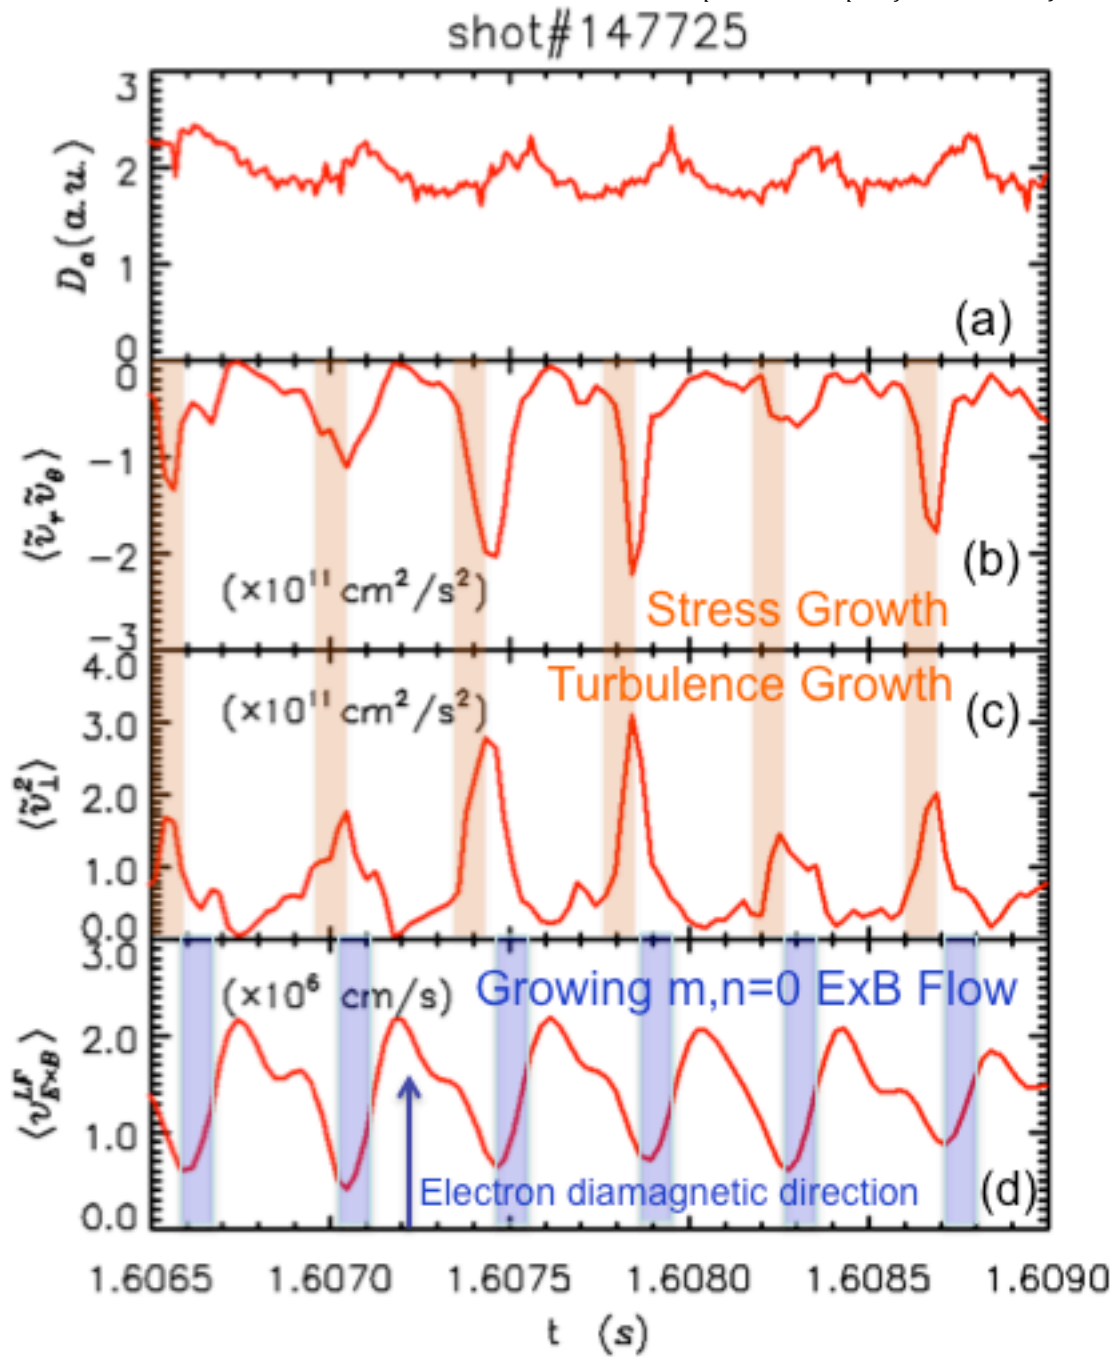 shot#147725
3
2
1
0
D_α(a.u.)
(a)
0
−1
−2
−3
⟨ṽ_r ṽ_θ⟩
(×10¹¹ cm²/s²)
(b)
Stress Growth
4.0
3.0
2.0
1.0
0.0
⟨ṽ_⊥²⟩
Turbulence Growth
(×10¹¹ cm²/s²)
(c)
3.0
2.0
1.0
0.0
⟨v_{E×B}^{LF}⟩
(×10⁶ cm/s)
Growing m,n=0 ExB Flow
Electron diamagnetic direction
(d)
1.6065 1.6070 1.6075 1.6080 1.6085 1.6090
t (s)